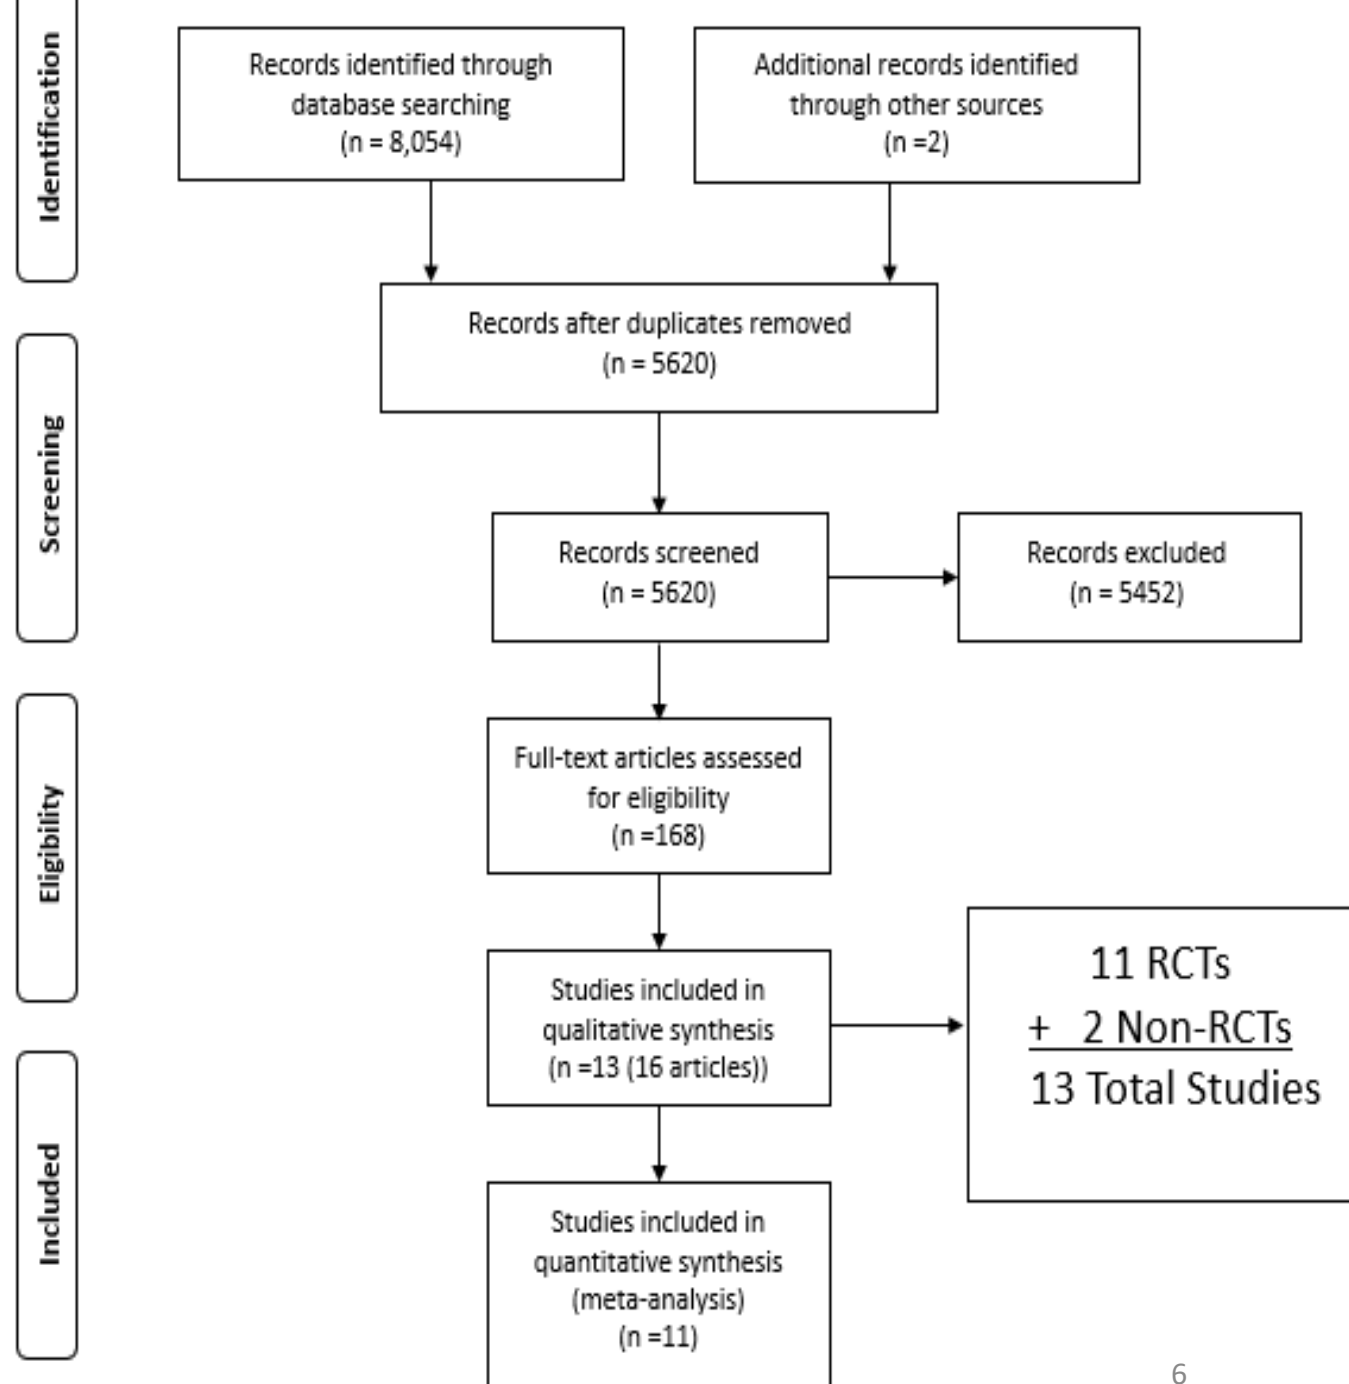 Identification
Records identified through
database searching
(n = 8,054)
Additional records identified
through other sources
(n =2)
Records after duplicates removed
(n = 5620)
Screening
Records screened
(n = 5620)
Records excluded
(n = 5452)
Eligibility
Full-text articles assessed
for eligibility
(n =168)
Studies included in
qualitative synthesis
(n =13 (16 articles))
11 RCTs
+ 2 Non-RCTs
13 Total Studies
Included
Studies included in
quantitative synthesis
(meta-analysis)
(n =11)
6